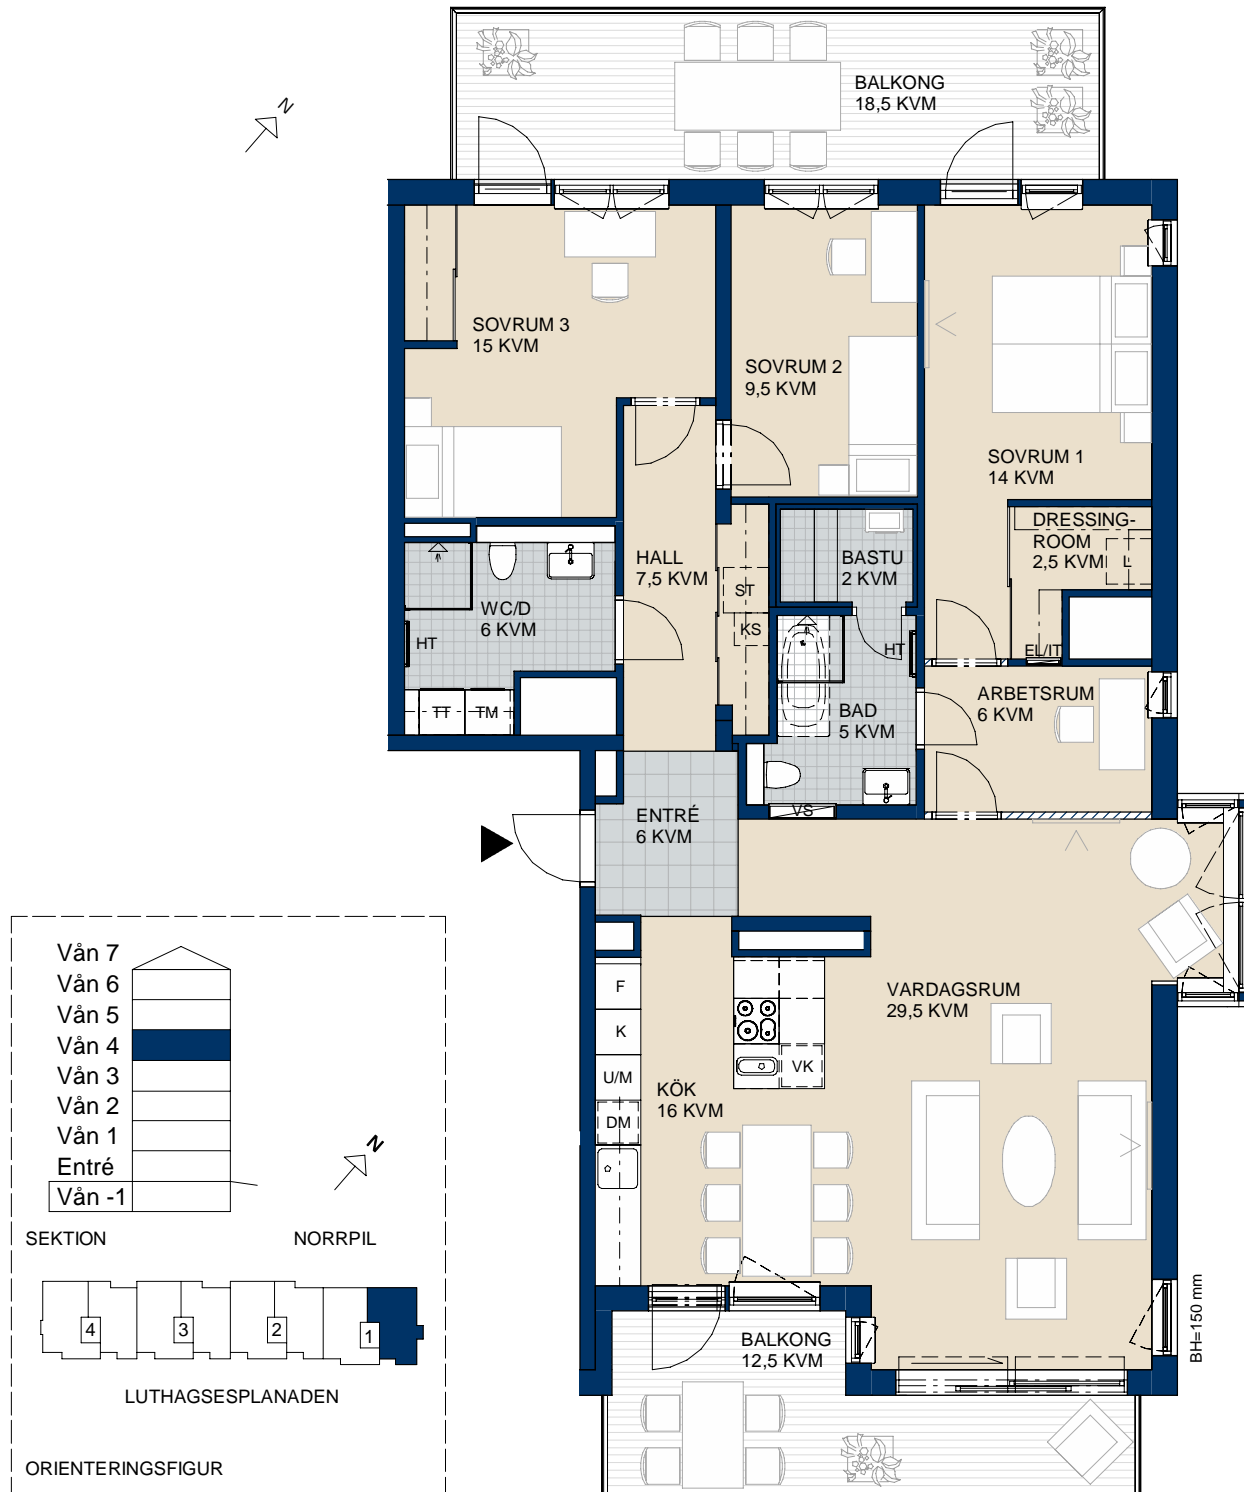 BALKONG
18,5 KVM
N
SOVRUM 3
15 KVM
SOVRUM 2
9,5 KVM
SOVRUM 1
14 KVM
DRESSING-
ROOM
2,5 KVM
L
HALL
7,5 KVM
BASTU
2 KVM
ST
KS
WC/D
6 KVM
HT
HT
EL/IT
TT
TM
BAD
5 KVM
ARBETSRUM
6 KVM
VS
ENTRÉ
6 KVM
F
K
U/M
DM
VK
KÖK
16 KVM
VARDAGSRUM
29,5 KVM
BALKONG
12,5 KVM
BH=150 mm
Vån 7
Vån 6
Vån 5
Vån 4
Vån 3
Vån 2
Vån 1
Entré
Vån -1
N
SEKTION
NORRPIL
4
3
2
1
LUTHAGSESPLANADEN
ORIENTERINGSFIGUR